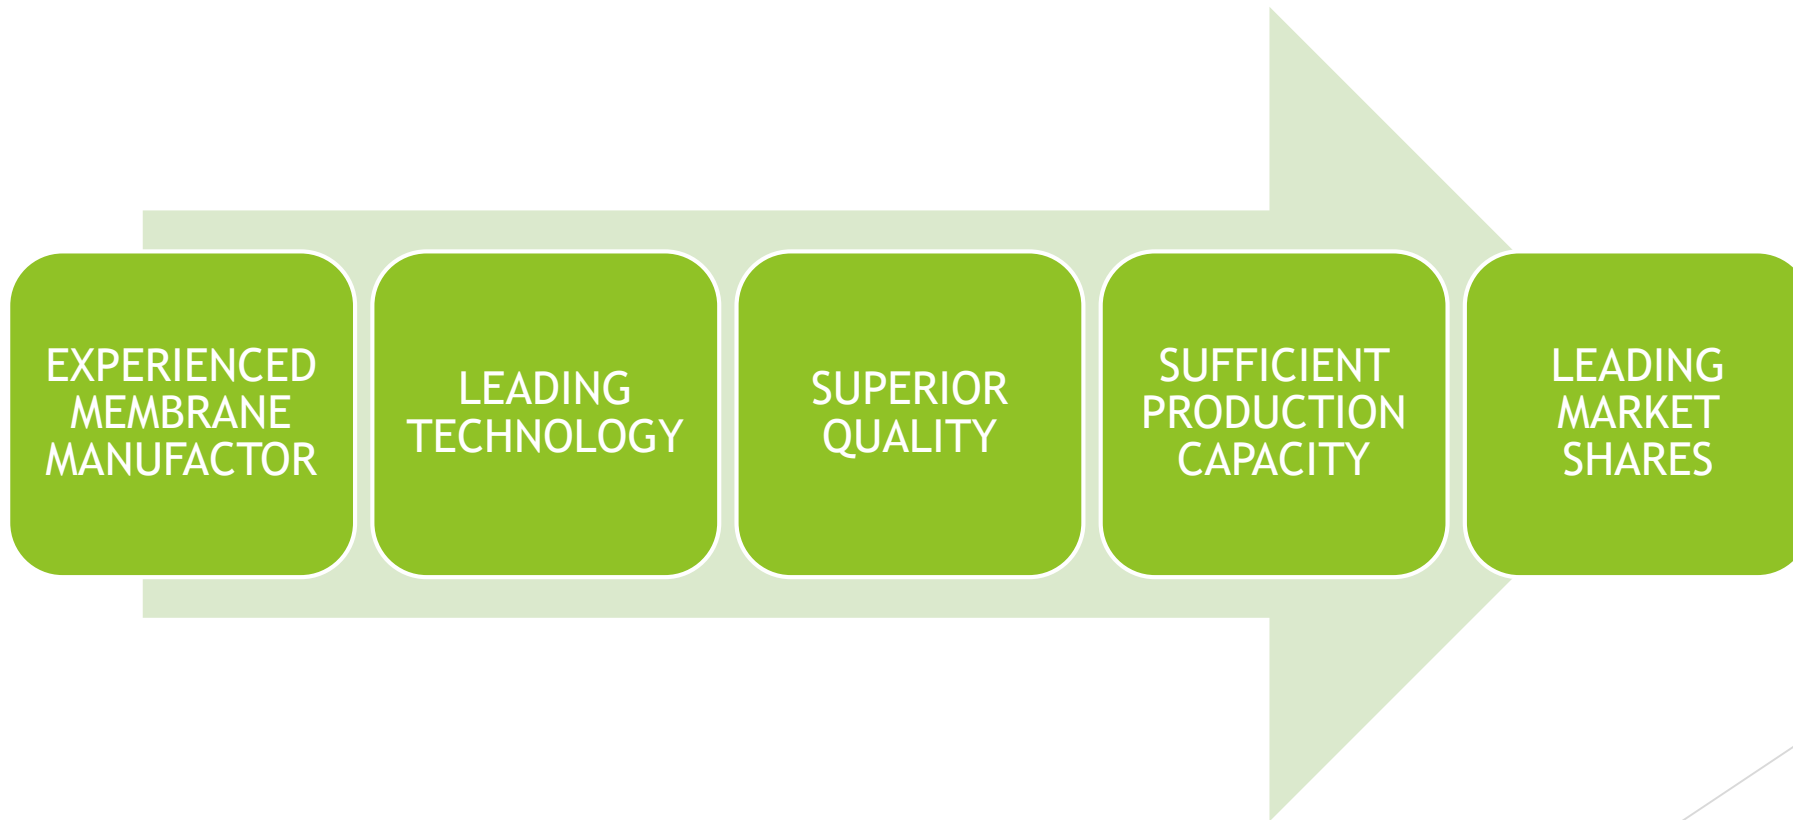 EXPERIENCED
MEMBRANE
MANUFACTOR
LEADING
TECHNOLOGY
SUPERIOR
QUALITY
SUFFICIENT
PRODUCTION
CAPACITY
LEADING
MARKET
SHARES